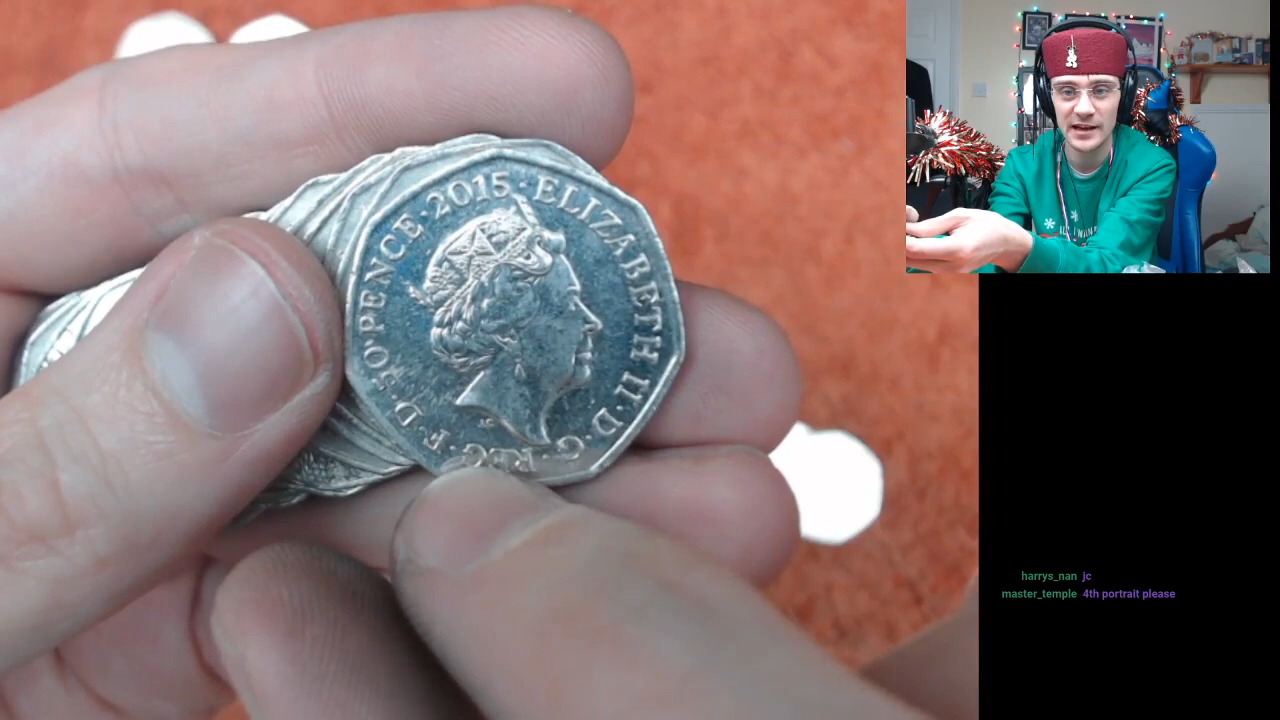 ELIZABETH II·D·G·REG·F·D·50·PENCE·2015·
harrys_nan jc
master_temple 4th portrait please